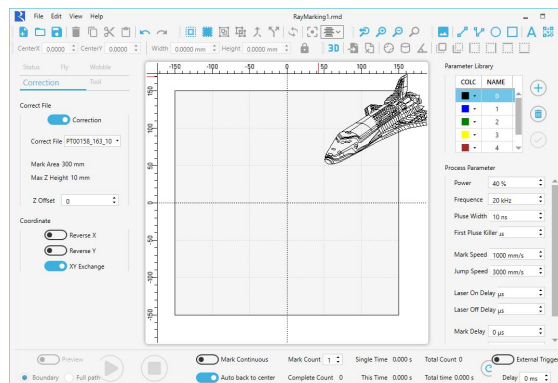 File Edit View Help RayMarking1.rmd
CenterX 0.0000 CenterY 0.0000 Width 0.0000 mm Height 0.0000 mm 3D
Status Fly Wobble
Correction Tool
Correct File
Correction
Correct File PT00158_163_10
Mark Area 300 mm
Max Z Height 10 mm
Z Offset 0
Coordinate
Reverse X
Reverse Y
XY Exchange
-150 -100 -50 0 50 100 150
150
100
50
0
-50
-100
-150
Parameter Library
COLC NAME
0
1
2
3
4
Process Parameter
Power 40 %
Frequence 20 kHz
Pluse Width 10 ns
First Pluse Killer µs
Mark Speed 1000 mm/s
Jump Speed 3000 mm/s
Laser On Delay µs
Laser Off Delay µs
Mark Delay 0 µs
Preview
Boundary Full path
Mark Continuous Mark Count 1 Single Time 0.000 s Total Count 0 External Trigger
Auto back to center Complete Count 0 This Time 0.000 s Total time 0.000 s Delay 0 ms